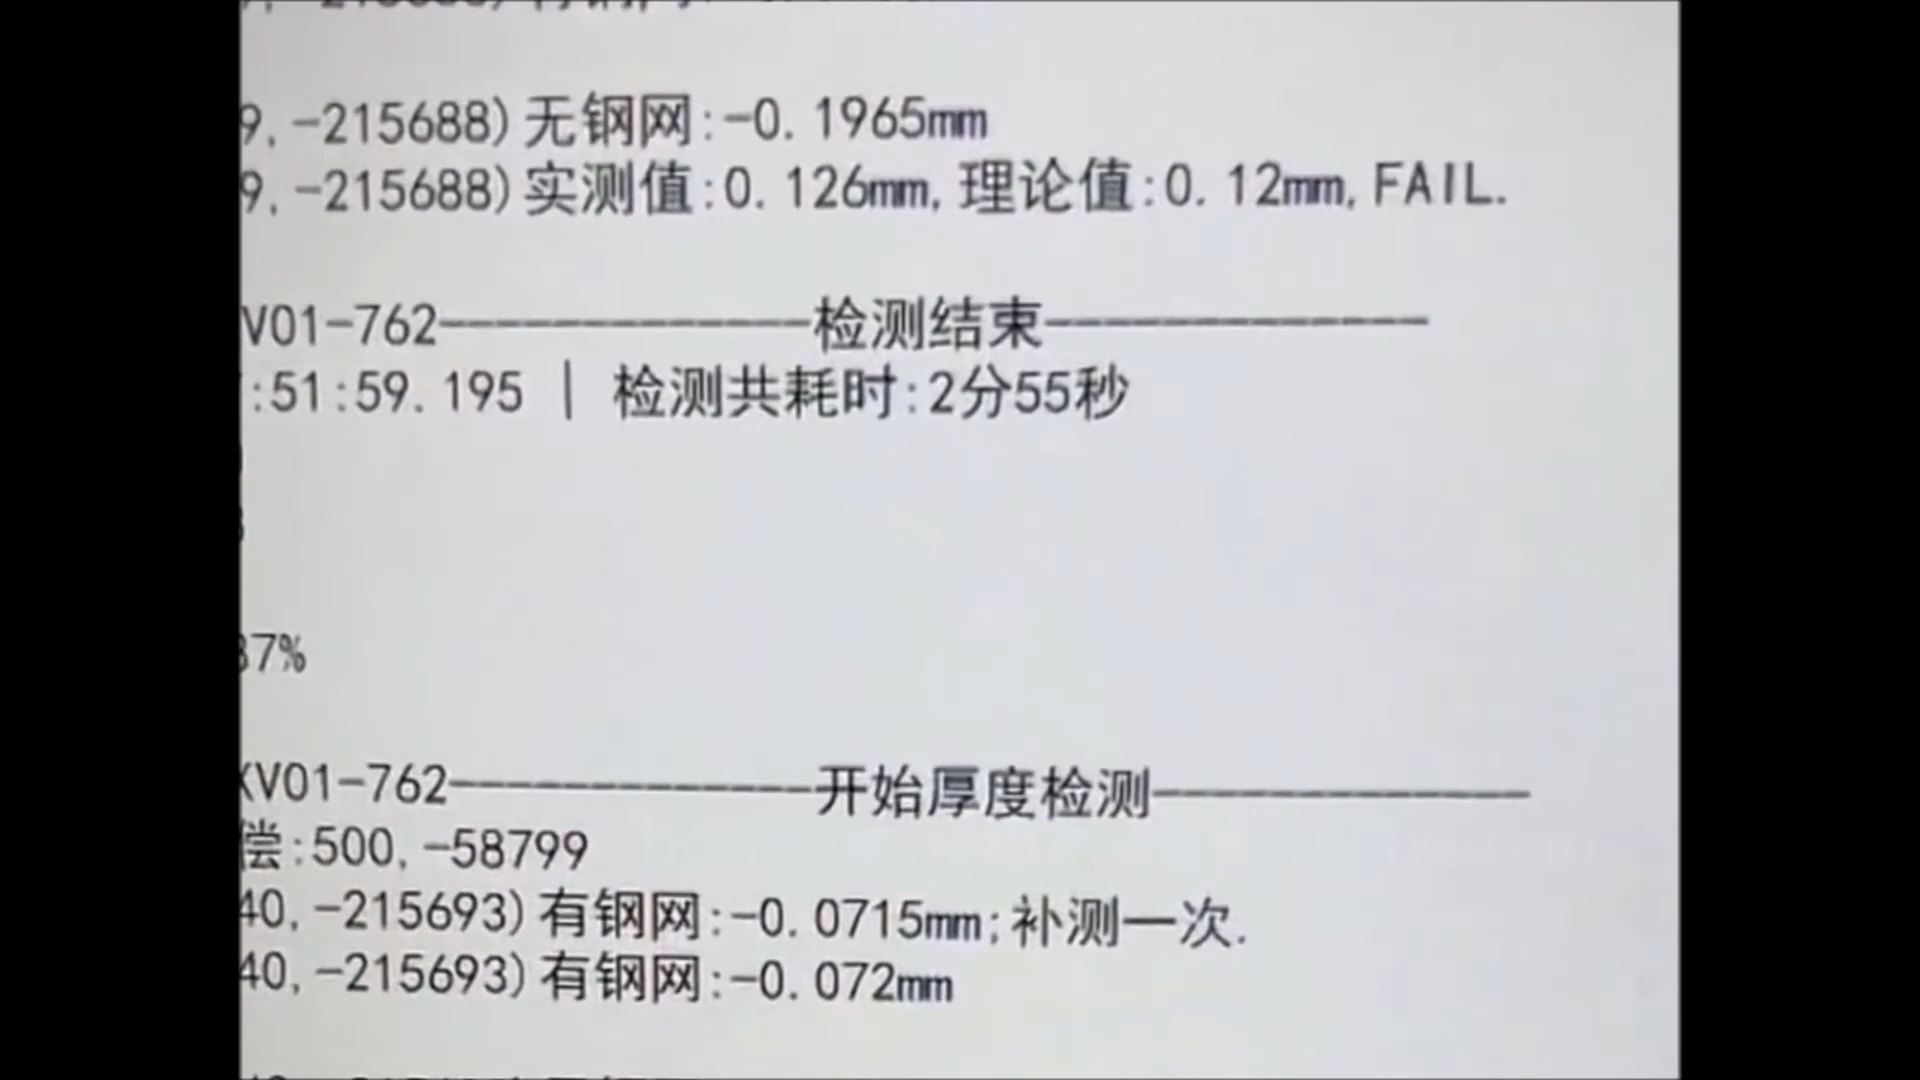 9,-215688)无钢网:-0.1965mm
9,-215688)实测值:0.126mm,理论值:0.12mm,FAIL.
V01-762-------------检测结束-------------
:51:59.195 | 检测共耗时:2分55秒
37%
XV01-762-------------开始厚度检测-------------
偿:500,-58799
40,-215693)有钢网:-0.0715mm;补测一次.
40,-215693)有钢网:-0.072mm